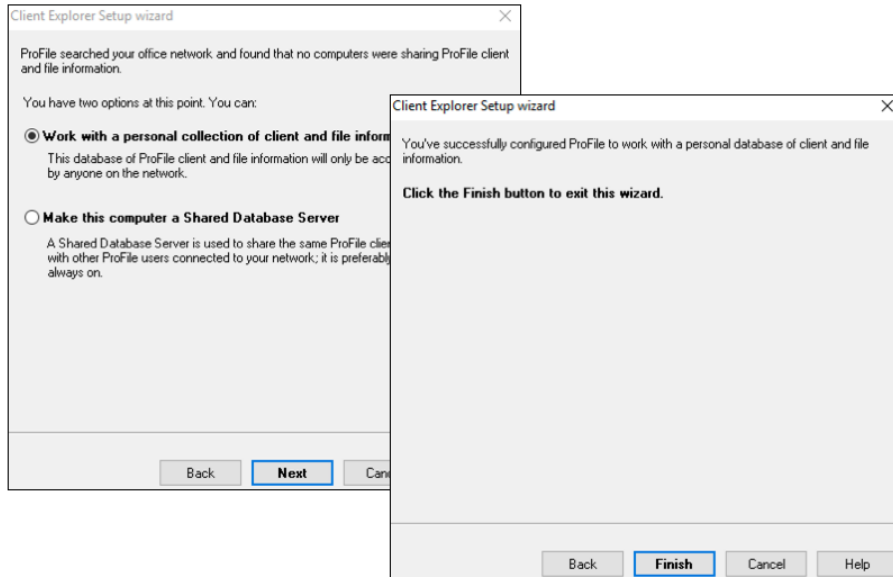 Client Explorer Setup wizard
ProFile searched your office network and found that no computers were sharing ProFile client
and file information.
You have two options at this point. You can:
Work with a personal collection of client and file
This database of ProFile client and file information will only be
by anyone on the network.
Make this computer a Shared Database Server
A Shared Database Server is used to share the same ProFile
with other ProFile users connected to your network; it is preferably
always on.
Back
Next
Client Explorer Setup wizard
You've successfully configured ProFile to work with a personal database of client and file
information.
Click the Finish button to exit this wizard.
Back
Finish
Cancel
Help